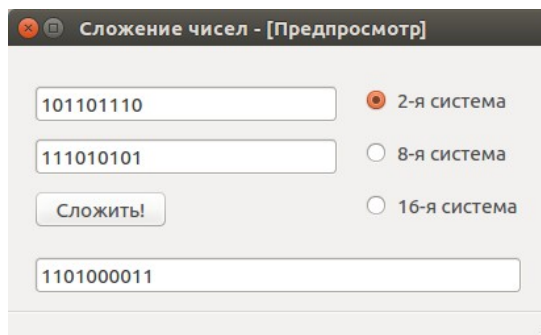 Сложение чисел - [Предпросмотр]
101101110
2-я система
111010101
8-я система
Сложить!
16-я система
1101000011